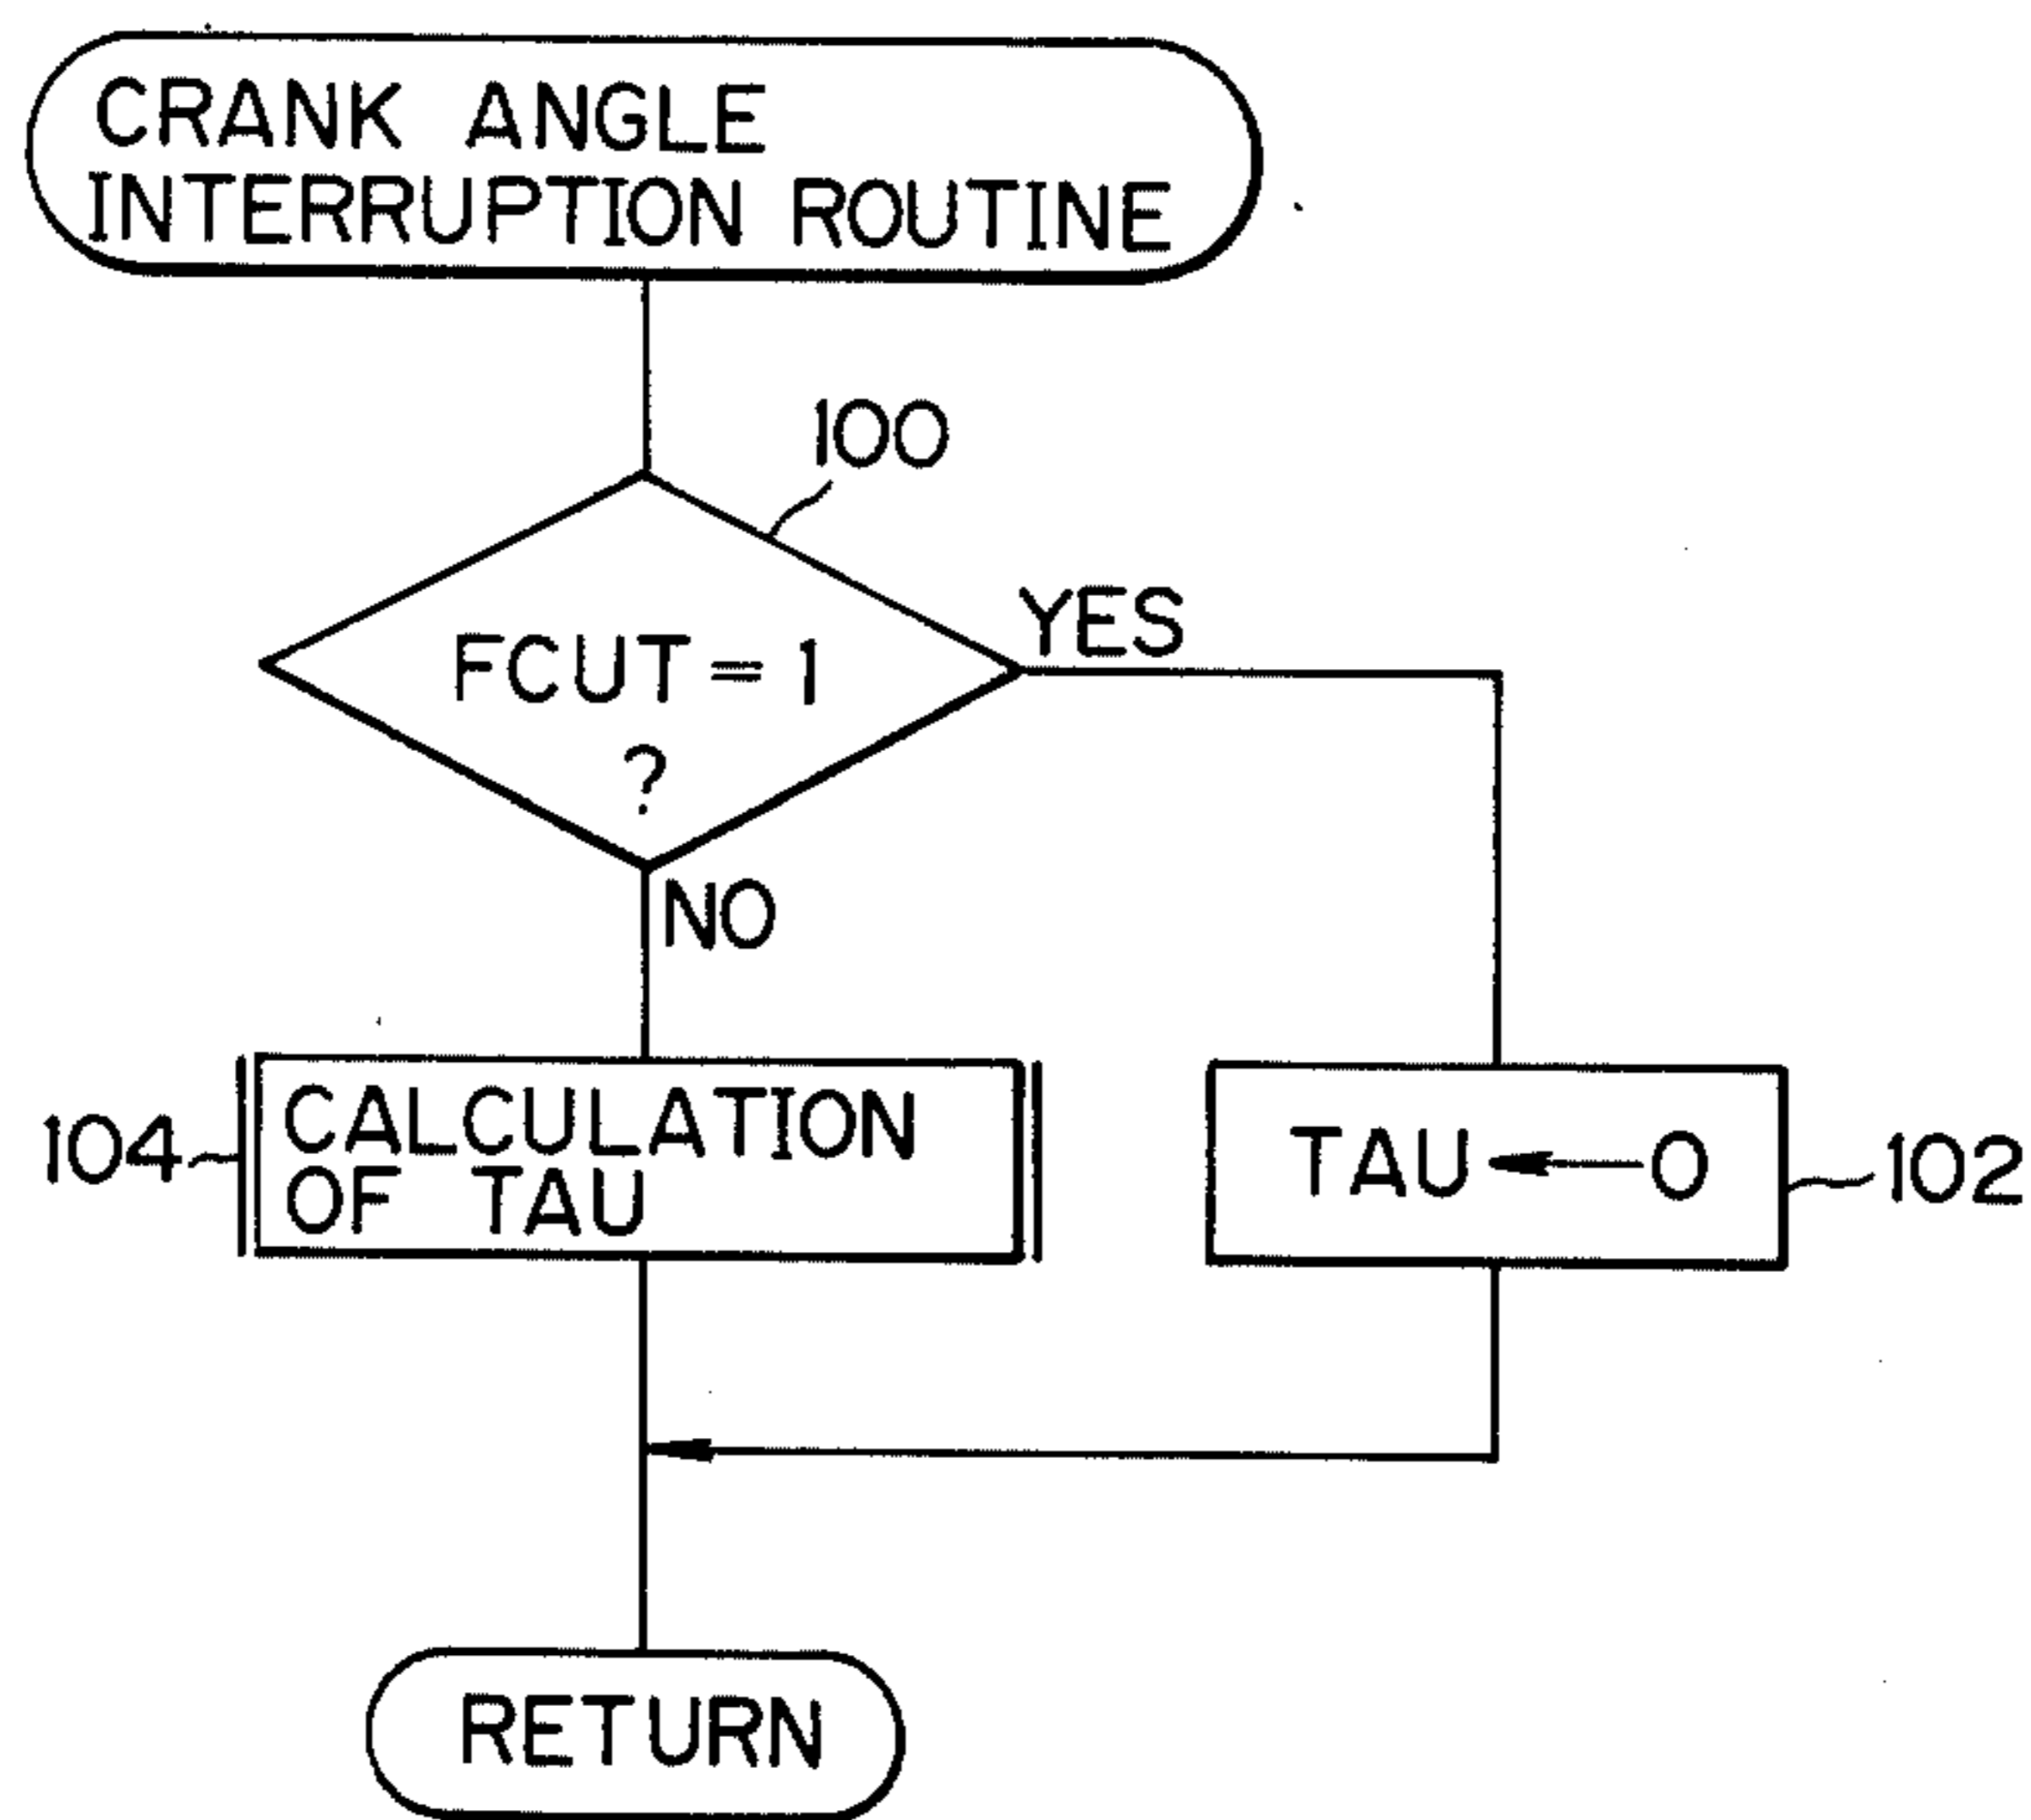 CRANK ANGLE
INTERRUPTION ROUTINE
100
FCUT = 1
?
YES
NO
104
CALCULATION
OF TAU
TAU ← 0
102
RETURN